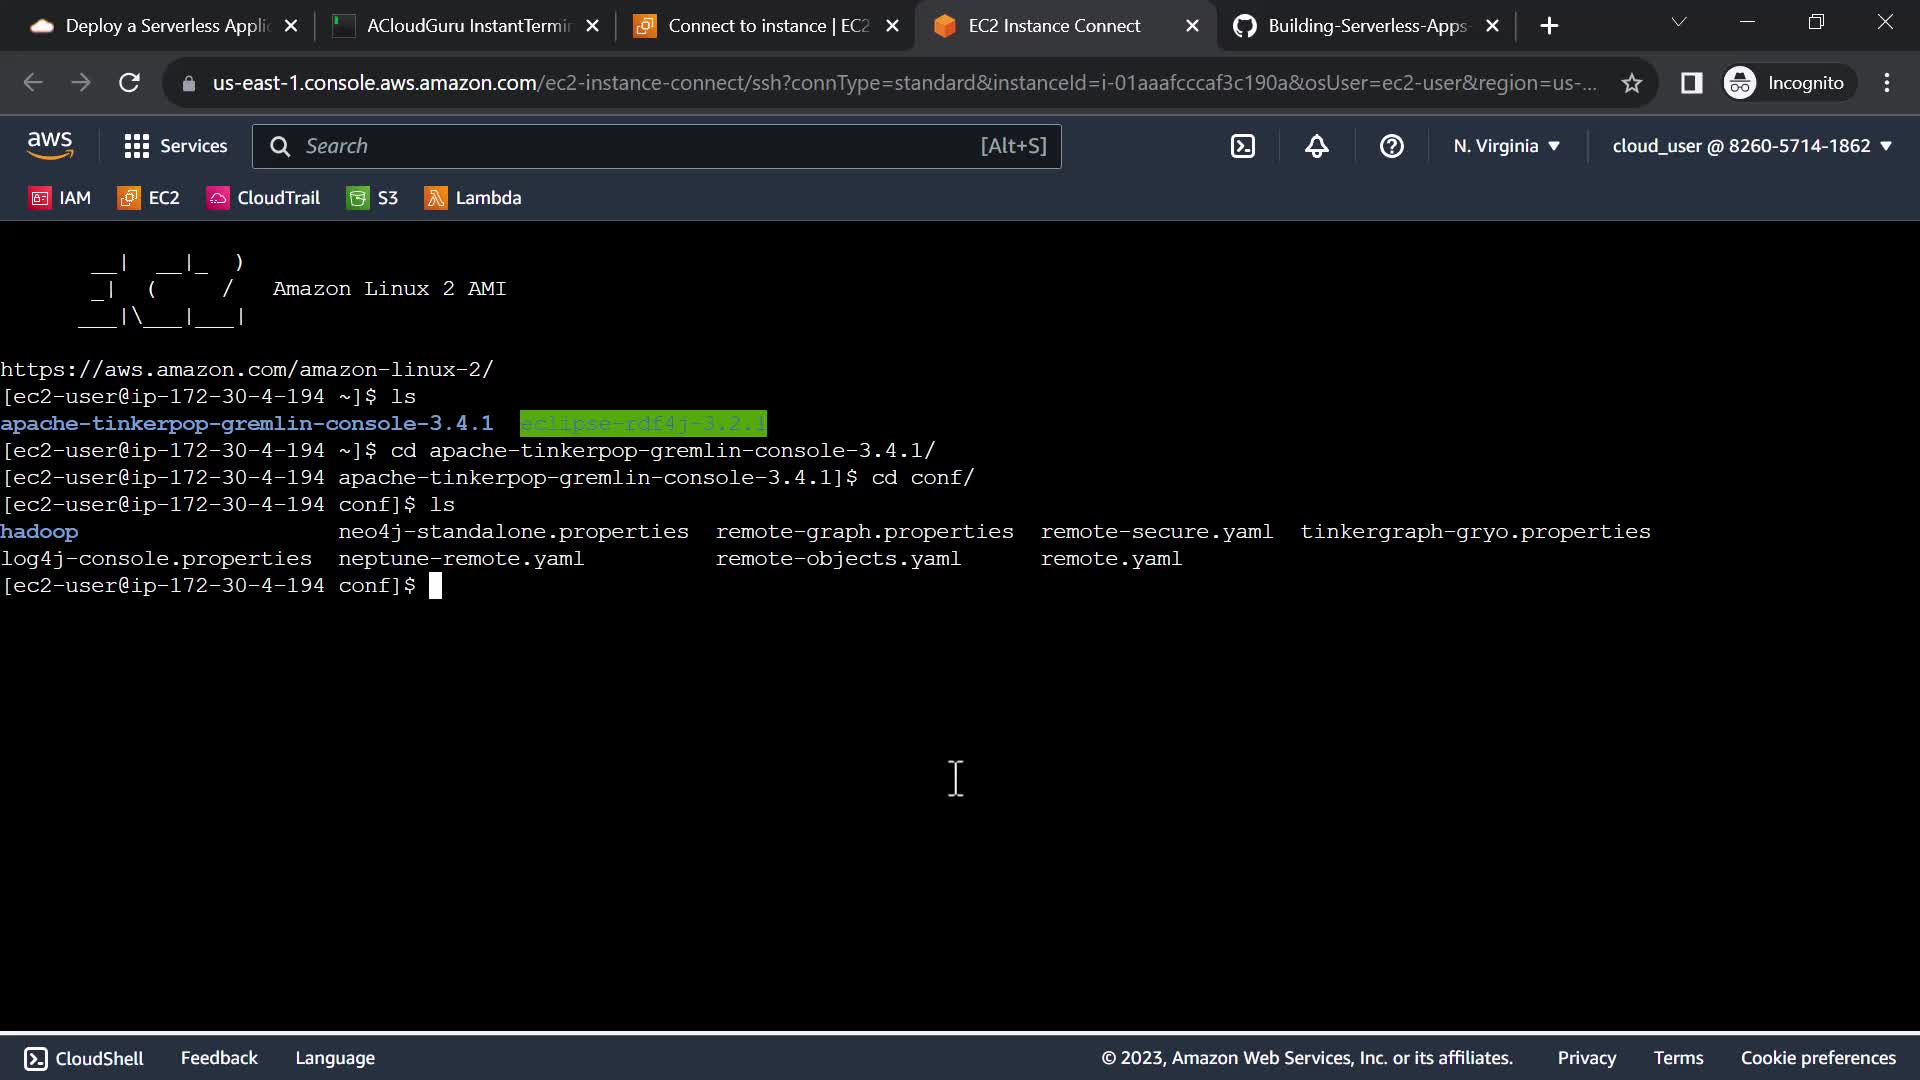 Deploy a Serverless Applic
ACloudGuru InstantTermin
Connect to instance | EC2
EC2 Instance Connect
Building-Serverless-Apps-
us-east-1.console.aws.amazon.com/ec2-instance-connect/ssh?connType=standard&instanceId=i-01aaafcccaf3c190a&osUser=ec2-user&region=us-...
Incognito
aws
Services
Search
[Alt+S]
N. Virginia
cloud_user @ 8260-5714-1862
IAM
EC2
CloudTrail
S3
Lambda
__|  __|_  )
_|  (     /   Amazon Linux 2 AMI
___|\___|___|
https://aws.amazon.com/amazon-linux-2/
[ec2-user@ip-172-30-4-194 ~]$ ls
apache-tinkerpop-gremlin-console-3.4.1  eclipse-rdf4j-3.2.1
[ec2-user@ip-172-30-4-194 ~]$ cd apache-tinkerpop-gremlin-console-3.4.1/
[ec2-user@ip-172-30-4-194 apache-tinkerpop-gremlin-console-3.4.1]$ cd conf/
[ec2-user@ip-172-30-4-194 conf]$ ls
hadoop                    neo4j-standalone.properties  remote-graph.properties  remote-secure.yaml  tinkergraph-gryo.properties
log4j-console.properties  neptune-remote.yaml          remote-objects.yaml      remote.yaml
[ec2-user@ip-172-30-4-194 conf]$
CloudShell
Feedback
Language
© 2023, Amazon Web Services, Inc. or its affiliates.
Privacy
Terms
Cookie preferences